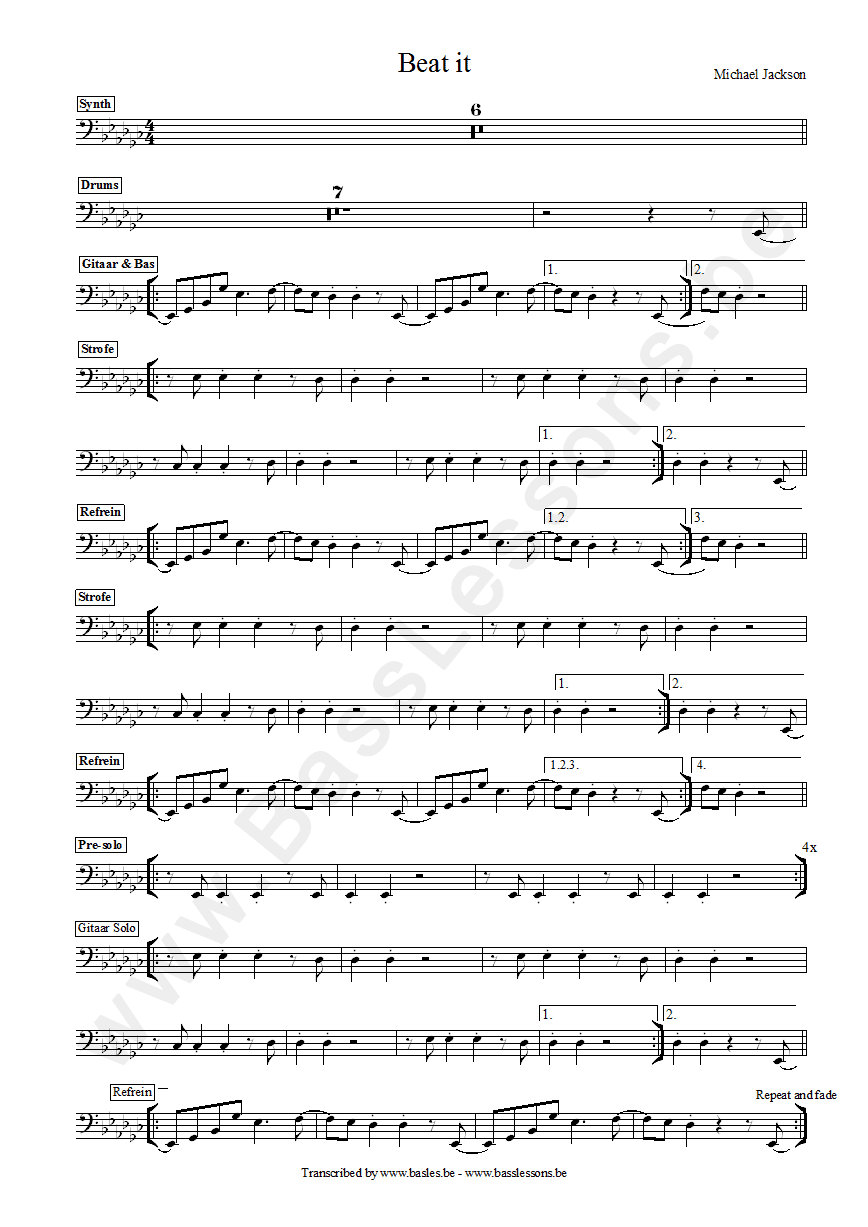 Beat it
Michael Jackson
Synth
6
4
4
Drums
7
Gitaar & Bas
1.
2.
Strofe
1.
2.
Refrein
1.2.
3.
Strofe
1.
2.
Refrein
1.2.3.
4.
Pre-solo
4x
Gitaar Solo
1.
2.
Refrein
Repeat and fade
Transcribed by www.basles.be - www.basslessons.be
www.BassLessons.be